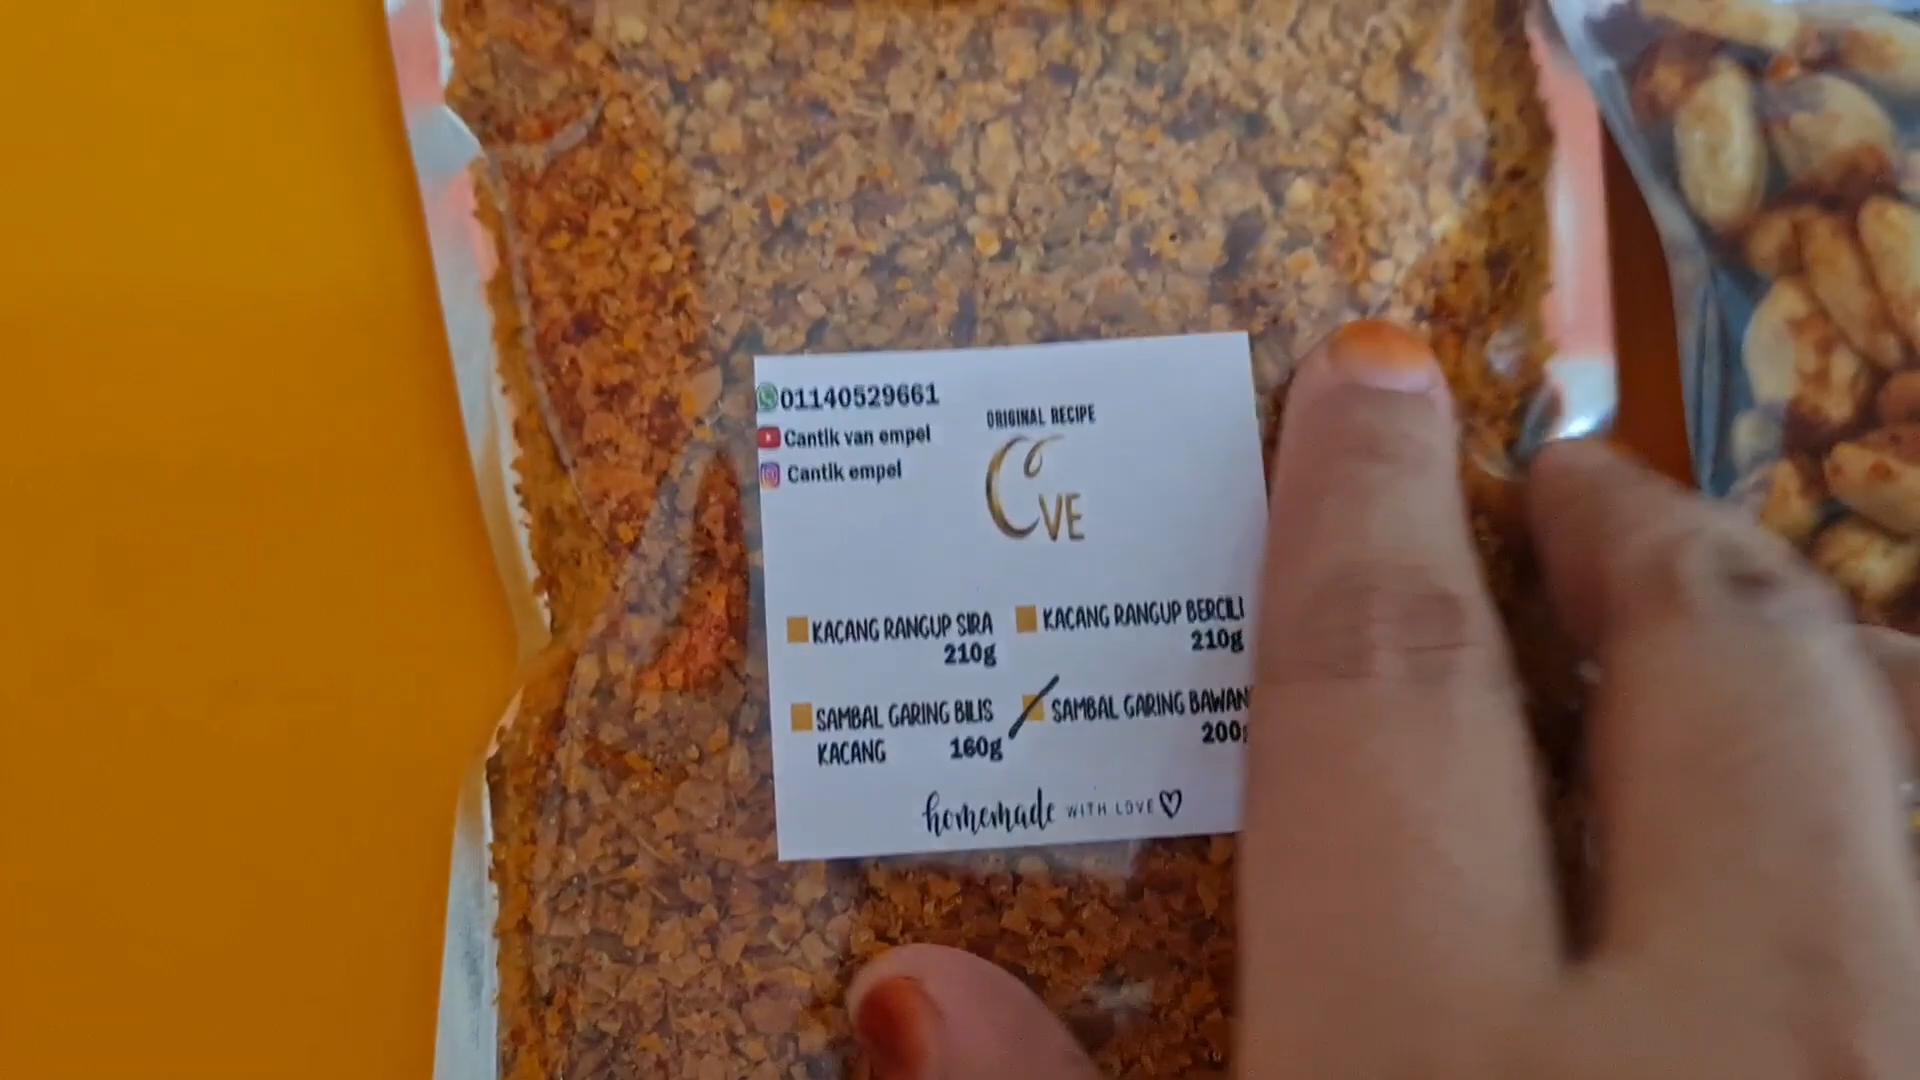 01140529661
Cantik van empel
Cantik empel
ORIGINAL RECIPE
CVE
KACANG RANGUP SIRA
210g
KACANG RANGUP BERCILI
210g
SAMBAL GARING BILIS
KACANG 160g
SAMBAL GARING BAWAN
200g
homemade WITH LOVE